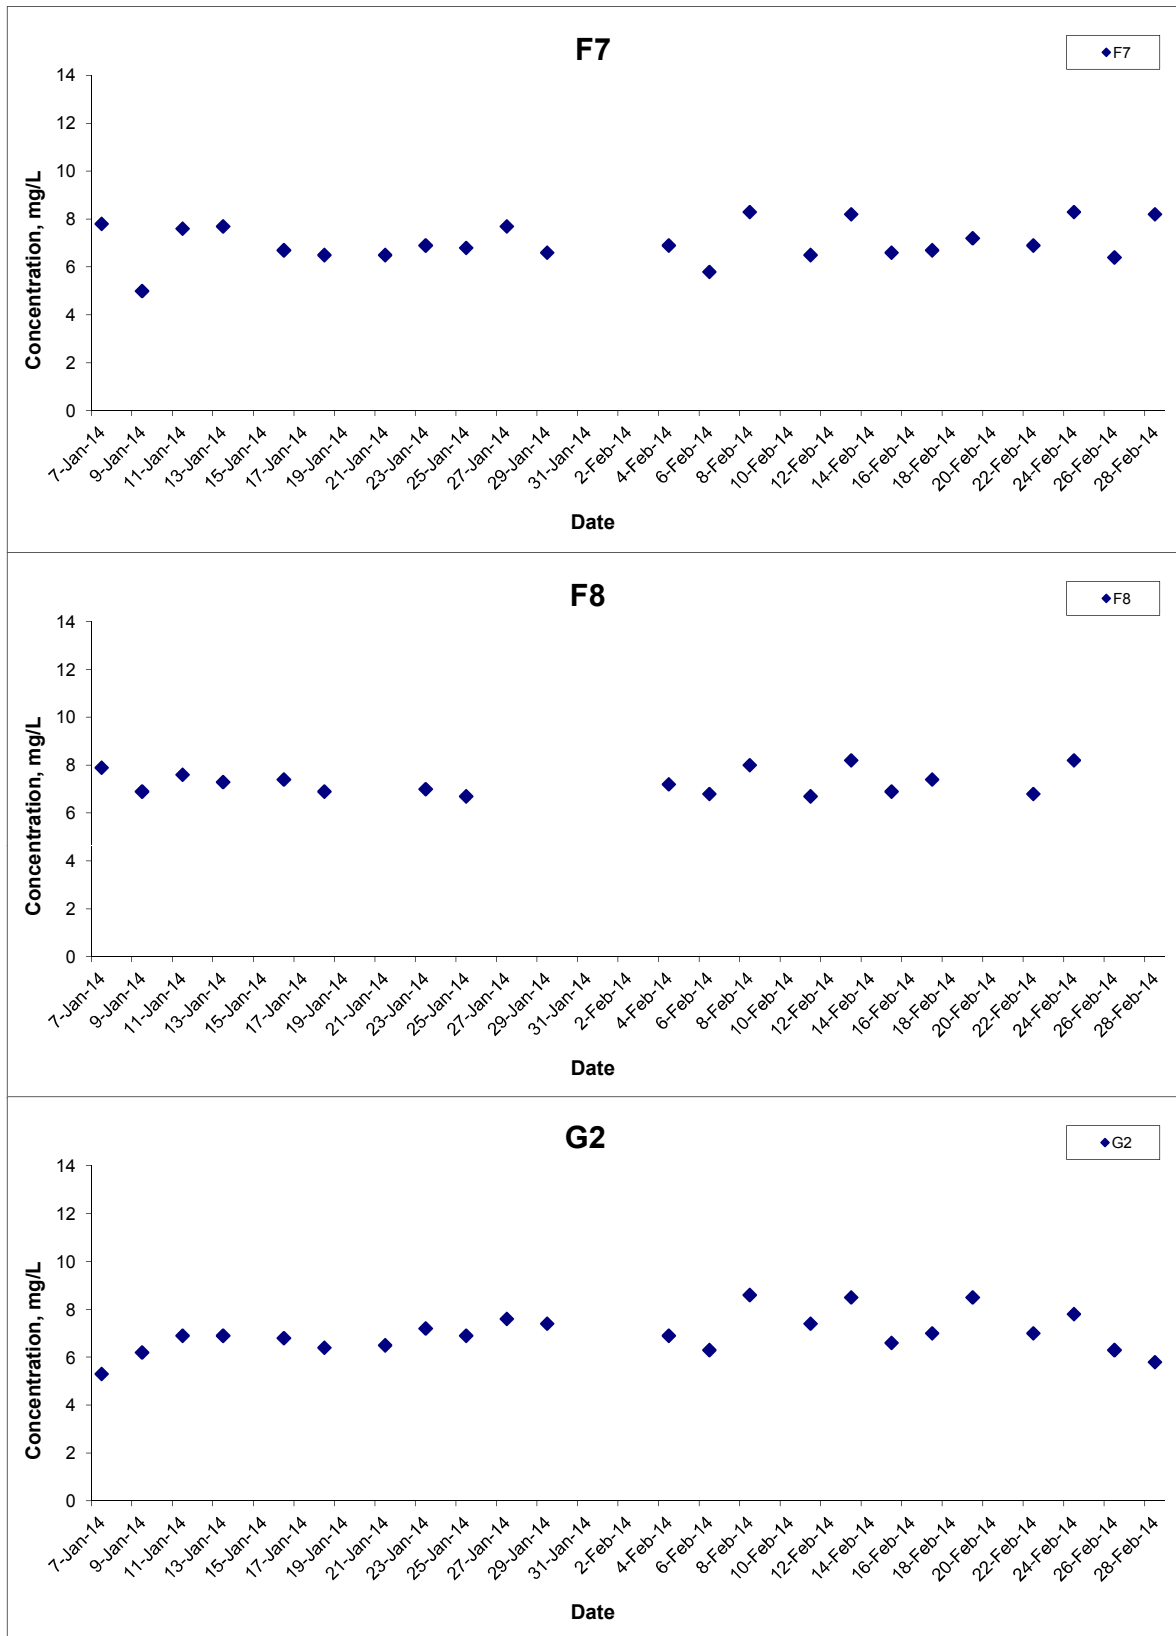 F7
F7
14
12
10
8
6
4
2
0
Concentration, mg/L
7-Jan-14
9-Jan-14
11-Jan-14
13-Jan-14
15-Jan-14
17-Jan-14
19-Jan-14
21-Jan-14
23-Jan-14
25-Jan-14
27-Jan-14
29-Jan-14
31-Jan-14
2-Feb-14
4-Feb-14
6-Feb-14
8-Feb-14
10-Feb-14
12-Feb-14
14-Feb-14
16-Feb-14
18-Feb-14
20-Feb-14
22-Feb-14
24-Feb-14
26-Feb-14
28-Feb-14
Date
F8
F8
14
12
10
8
6
4
2
0
Concentration, mg/L
7-Jan-14
9-Jan-14
11-Jan-14
13-Jan-14
15-Jan-14
17-Jan-14
19-Jan-14
21-Jan-14
23-Jan-14
25-Jan-14
27-Jan-14
29-Jan-14
31-Jan-14
2-Feb-14
4-Feb-14
6-Feb-14
8-Feb-14
10-Feb-14
12-Feb-14
14-Feb-14
16-Feb-14
18-Feb-14
20-Feb-14
22-Feb-14
24-Feb-14
26-Feb-14
28-Feb-14
Date
G2
G2
14
12
10
8
6
4
2
0
Concentration, mg/L
7-Jan-14
9-Jan-14
11-Jan-14
13-Jan-14
15-Jan-14
17-Jan-14
19-Jan-14
21-Jan-14
23-Jan-14
25-Jan-14
27-Jan-14
29-Jan-14
31-Jan-14
2-Feb-14
4-Feb-14
6-Feb-14
8-Feb-14
10-Feb-14
12-Feb-14
14-Feb-14
16-Feb-14
18-Feb-14
20-Feb-14
22-Feb-14
24-Feb-14
26-Feb-14
28-Feb-14
Date